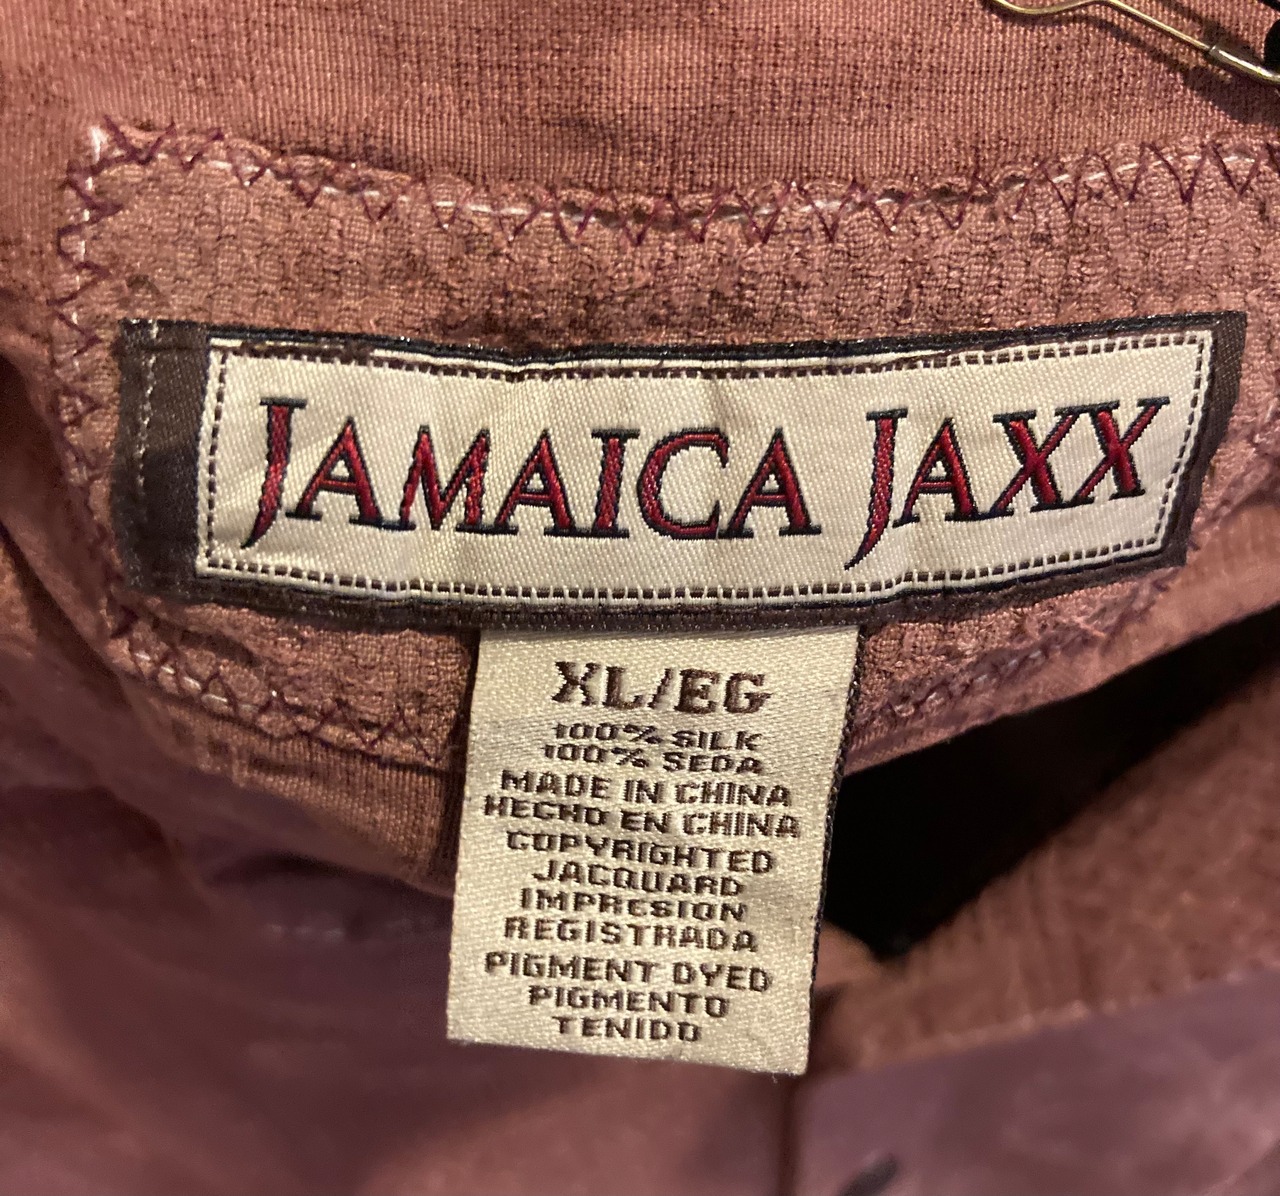 JAMAICA JAXX
XL/EG
100% SILK
100% SEDA
MADE IN CHINA
HECHO EN CHINA
COPYRIGHTED
JACQUARD
IMPRESION
REGISTRADA
PIGMENT DYED
PIGMENTO
TENIDO